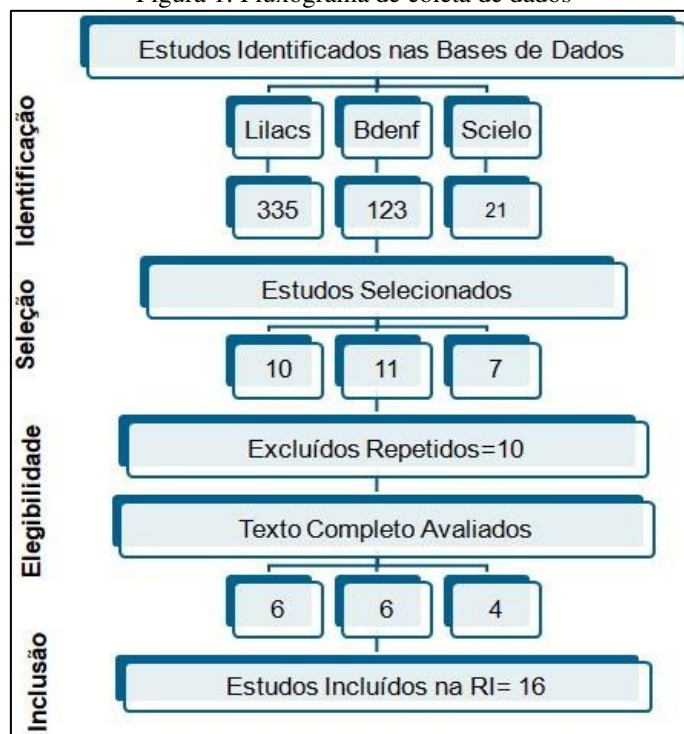 Figura 1: Fluxograma de coleta de dados
Estudos Identificados nas Bases de Dados
Lilacs Bdenf Scielo
335 123 21
Identificação
Estudos Selecionados
10 11 7
Seleção
Excluídos Repetidos=10
Texto Completo Avaliados
6 6 4
Elegibilidade
Estudos Incluídos na RI= 16
Inclusão